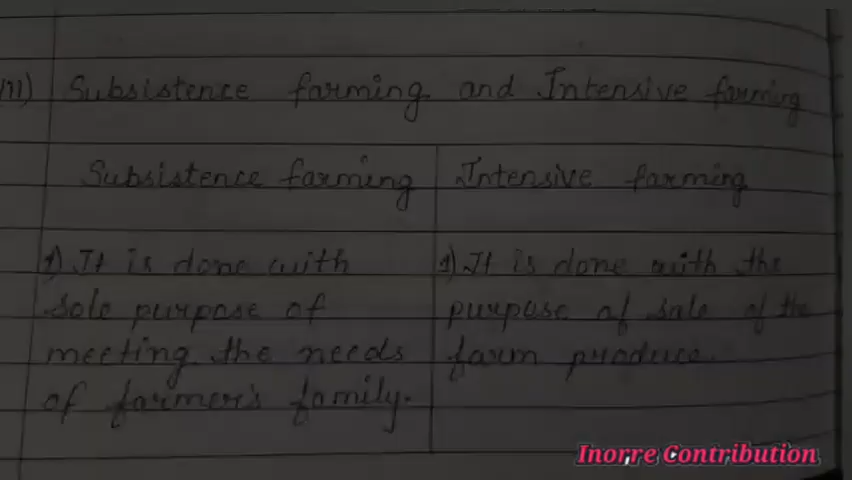 Subsistence farming and Intensive farming
Subsistence farming
Intensive farming
1) It is done with
sole purpose of
meeting the needs
of farmer's family.
1) It is done with the
purpose of sale of the
farm produce.
Inorre Contribution